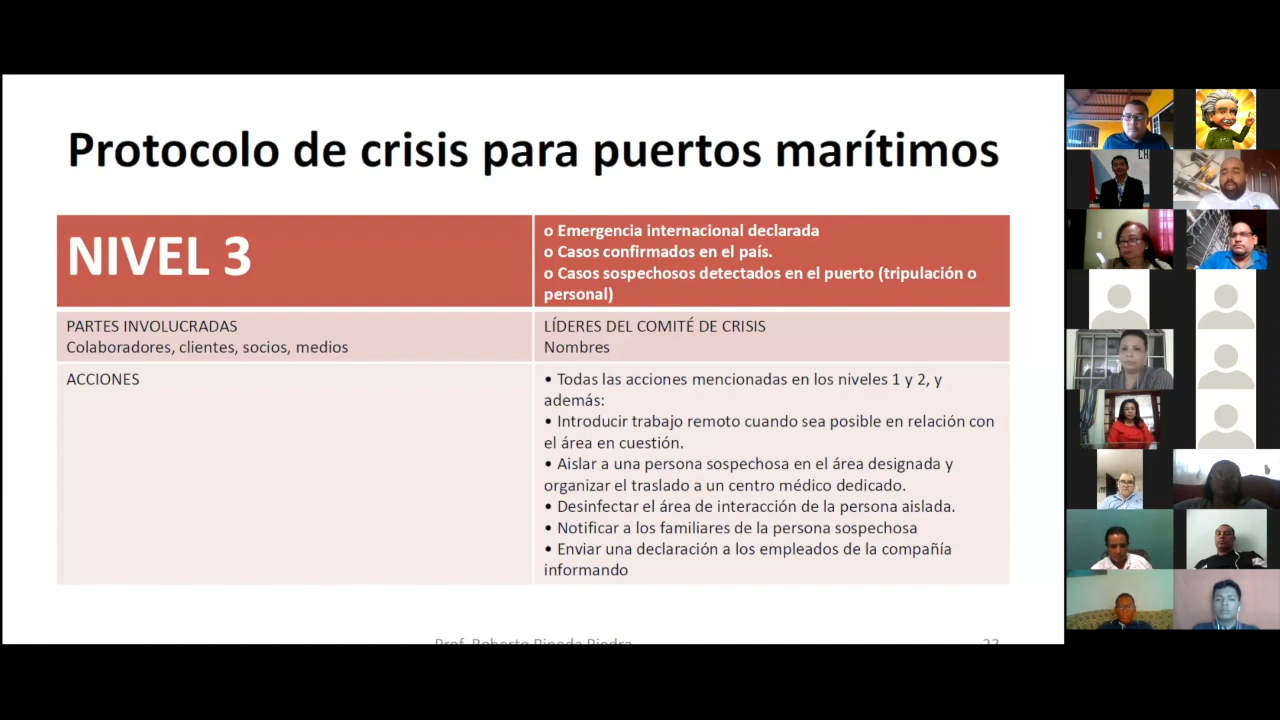 Protocolo de crisis para puertos marítimos
NIVEL 3
o Emergencia internacional declarada
o Casos confirmados en el país.
o Casos sospechosos detectados en el puerto (tripulación o
personal)
PARTES INVOLUCRADAS
Colaboradores, clientes, socios, medios
LÍDERES DEL COMITÉ DE CRISIS
Nombres
ACCIONES
• Todas las acciones mencionadas en los niveles 1 y 2, y
además:
• Introducir trabajo remoto cuando sea posible en relación con
el área en cuestión.
• Aislar a una persona sospechosa en el área designada y
organizar el traslado a un centro médico dedicado.
• Desinfectar el área de interacción de la persona aislada.
• Notificar a los familiares de la persona sospechosa
• Enviar una declaración a los empleados de la compañía
informando
Prof. Roberto Pineda Piedra
23